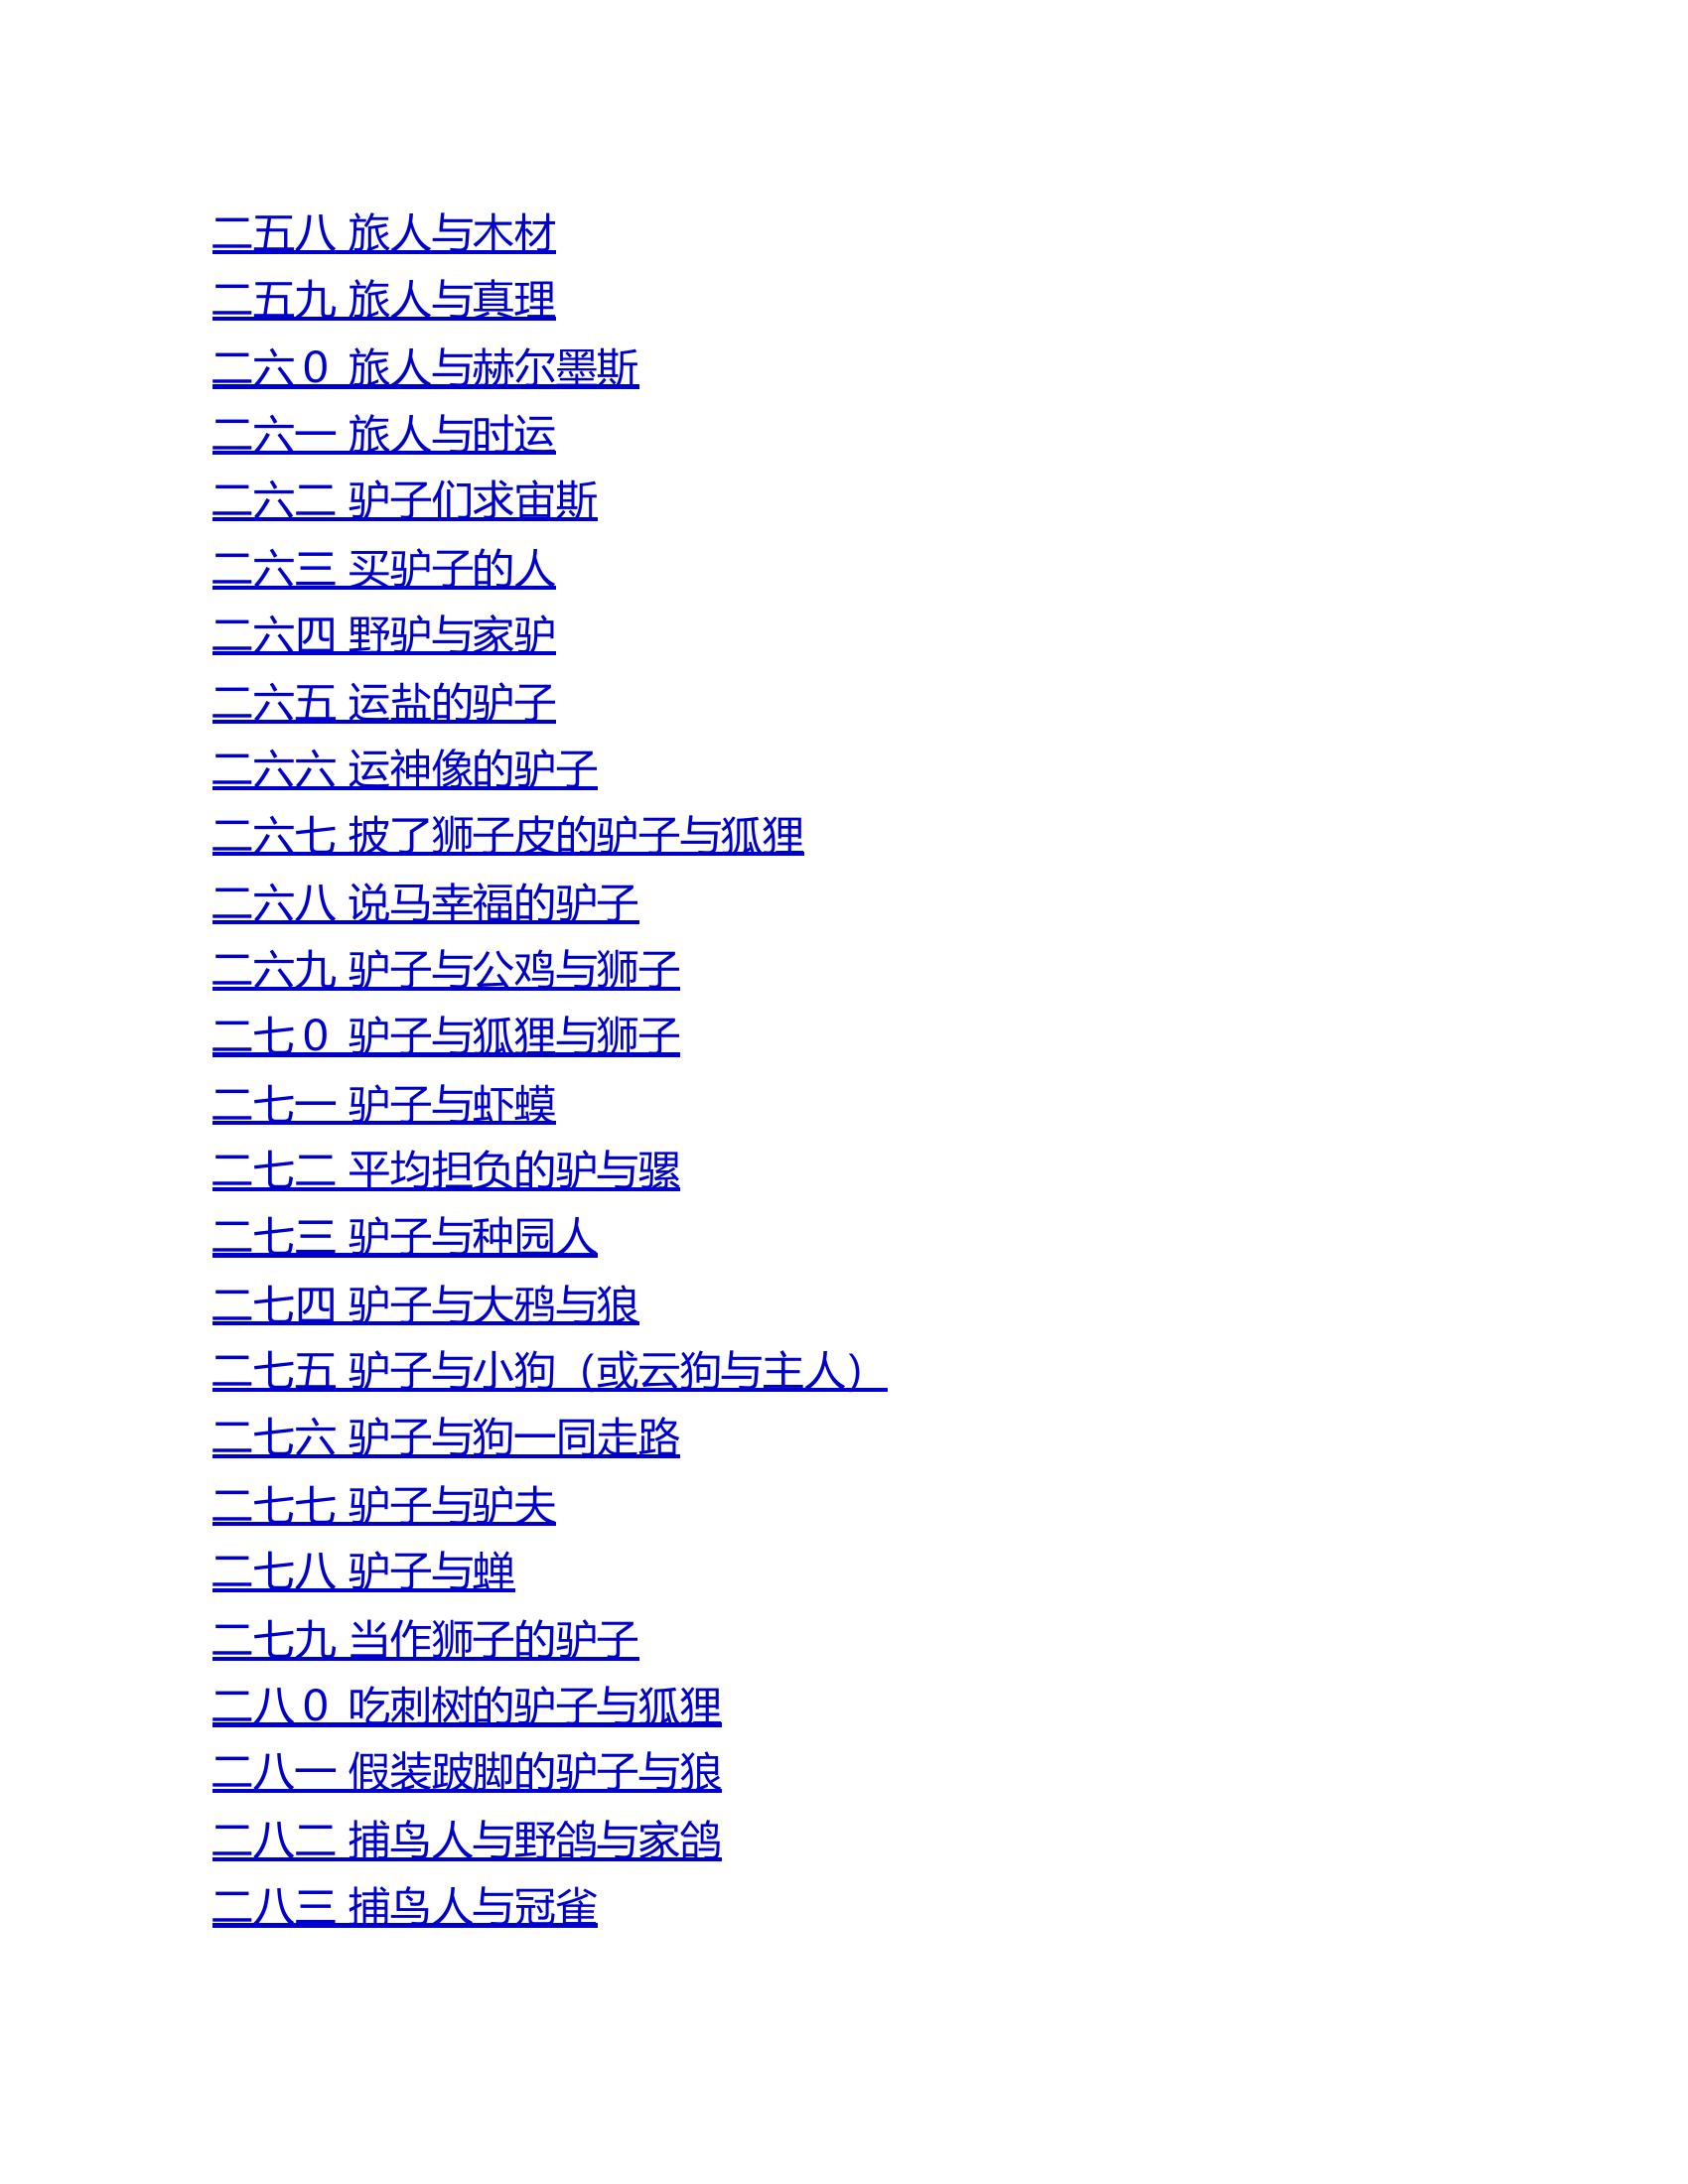 二五八 旅人与木材
二五九 旅人与真理
二六０ 旅人与赫尔墨斯
二六一 旅人与时运
二六二 驴子们求宙斯
二六三 买驴子的人
二六四 野驴与家驴
二六五 运盐的驴子
二六六 运神像的驴子
二六七 披了狮子皮的驴子与狐狸
二六八 说马幸福的驴子
二六九 驴子与公鸡与狮子
二七０ 驴子与狐狸与狮子
二七一 驴子与虾蟆
二七二 平均担负的驴与骡
二七三 驴子与种园人
二七四 驴子与大鸦与狼
二七五 驴子与小狗（或云狗与主人）
二七六 驴子与狗一同走路
二七七 驴子与驴夫
二七八 驴子与蝉
二七九 当作狮子的驴子
二八０ 吃刺树的驴子与狐狸
二八一 假装跛脚的驴子与狼
二八二 捕鸟人与野鸽与家鸽
二八三 捕鸟人与冠雀